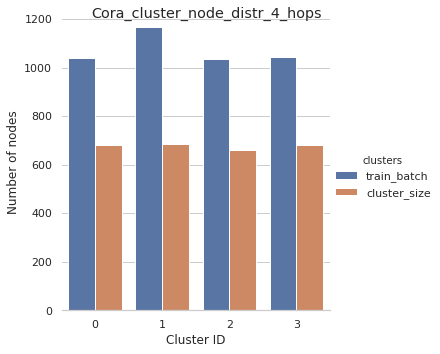 Cora_cluster_node_distr_4_hops
1200
1000
800
600
400
200
0
Number of nodes
0 1 2 3
Cluster ID
clusters
train_batch
cluster_size